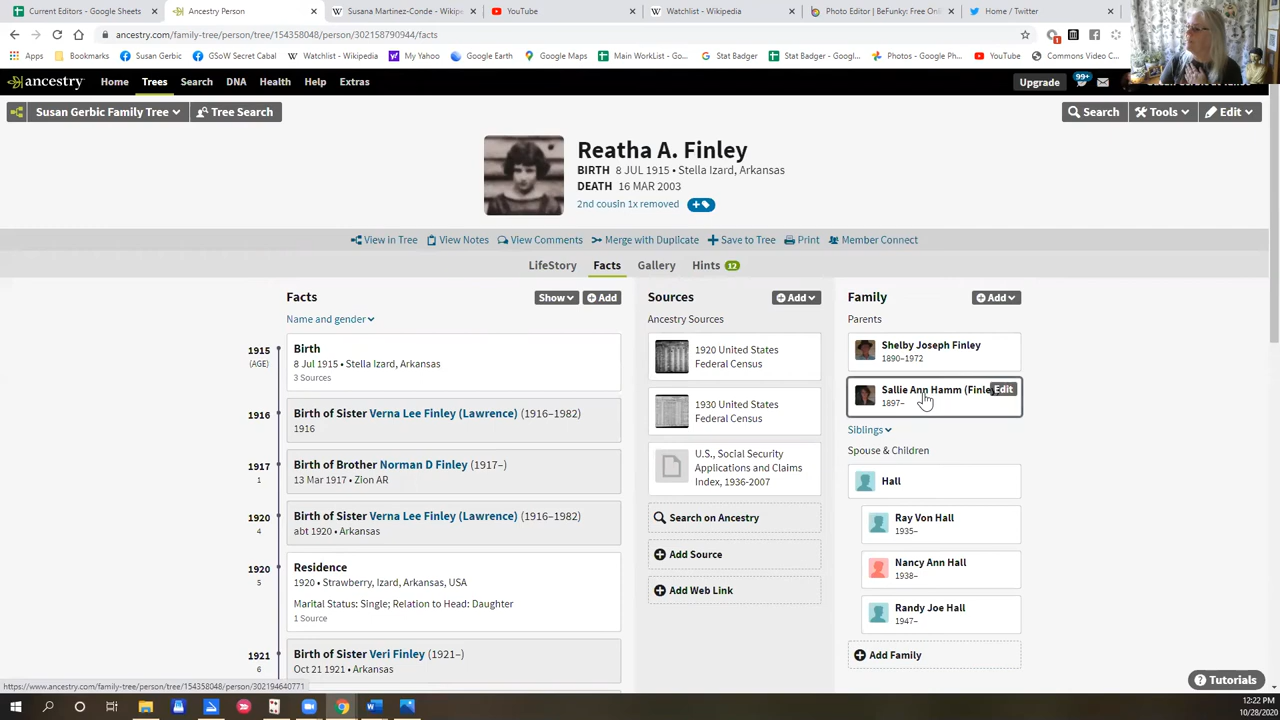 Current Editors - Google Sheets
Ancestry Person
Susana Martinez-Conde - Wikipe
YouTube
Watchlist - Wikipedia
Photo Editor | BeFunky: Free Onl
Home / Twitter
ancestry.com/family-tree/person/tree/154358048/person/302158790944/facts
Apps
Bookmarks
Susan Gerbic
GSoW Secret Cabal
Watchlist - Wikipe...
My Yahoo
Google Earth
Google Maps
Main WorkList - Go...
Stat Badger
Stat Badger - Googl...
Google Ph...
YouTube
Commons Video C...
ancestry
Home
Trees
Search
DNA
Health
Help
Extras
Upgrade
99+
Susan Gerbic Family Tree
Tree Search
Search
Tools
Edit
Reatha A. Finley
BIRTH 8 JUL 1915 • Stella Izard, Arkansas
DEATH 16 MAR 2003
2nd cousin 1x removed
View in Tree
View Notes
View Comments
Merge with Duplicate
Save to Tree
Print
Member Connect
LifeStory
Facts
Gallery
Hints 12
Facts
Show
Add
Name and gender
1915
(AGE)
Birth
8 Jul 1915 • Stella Izard, Arkansas
3 Sources
1916
Birth of Sister Verna Lee Finley (Lawrence) (1916–1982)
1916
1917
1
Birth of Brother Norman D Finley (1917–)
13 Mar 1917 • Zion AR
1920
4
Birth of Sister Verna Lee Finley (Lawrence) (1916–1982)
abt 1920 • Arkansas
1920
5
Residence
1920 • Strawberry, Izard, Arkansas, USA
Marital Status: Single; Relation to Head: Daughter
1 Source
1921
6
Birth of Sister Veri Finley (1921–)
Oct 21 1921 • Arkansas
Sources
Add
Ancestry Sources
1920 United States
Federal Census
1930 United States
Federal Census
U.S., Social Security
Applications and Claims
Index, 1936-2007
Search on Ancestry
Add Source
Add Web Link
Family
Add
Parents
Shelby Joseph Finley
1890–1972
Sallie Ann Hamm (Finle
Edit
1897–
Siblings
Spouse & Children
Hall
Ray Von Hall
1935–
Nancy Ann Hall
1938–
Randy Joe Hall
1947–
Add Family
Tutorials
https://www.ancestry.com/family-tree/person/tree/154358048/person/302194640771
12:22 PM
10/28/2020